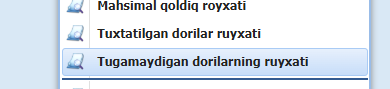 Mahsimal qoldiq royxati
Tuxtatilgan dorilar ruyxati
Tugamaydigan dorilarning ruyxati